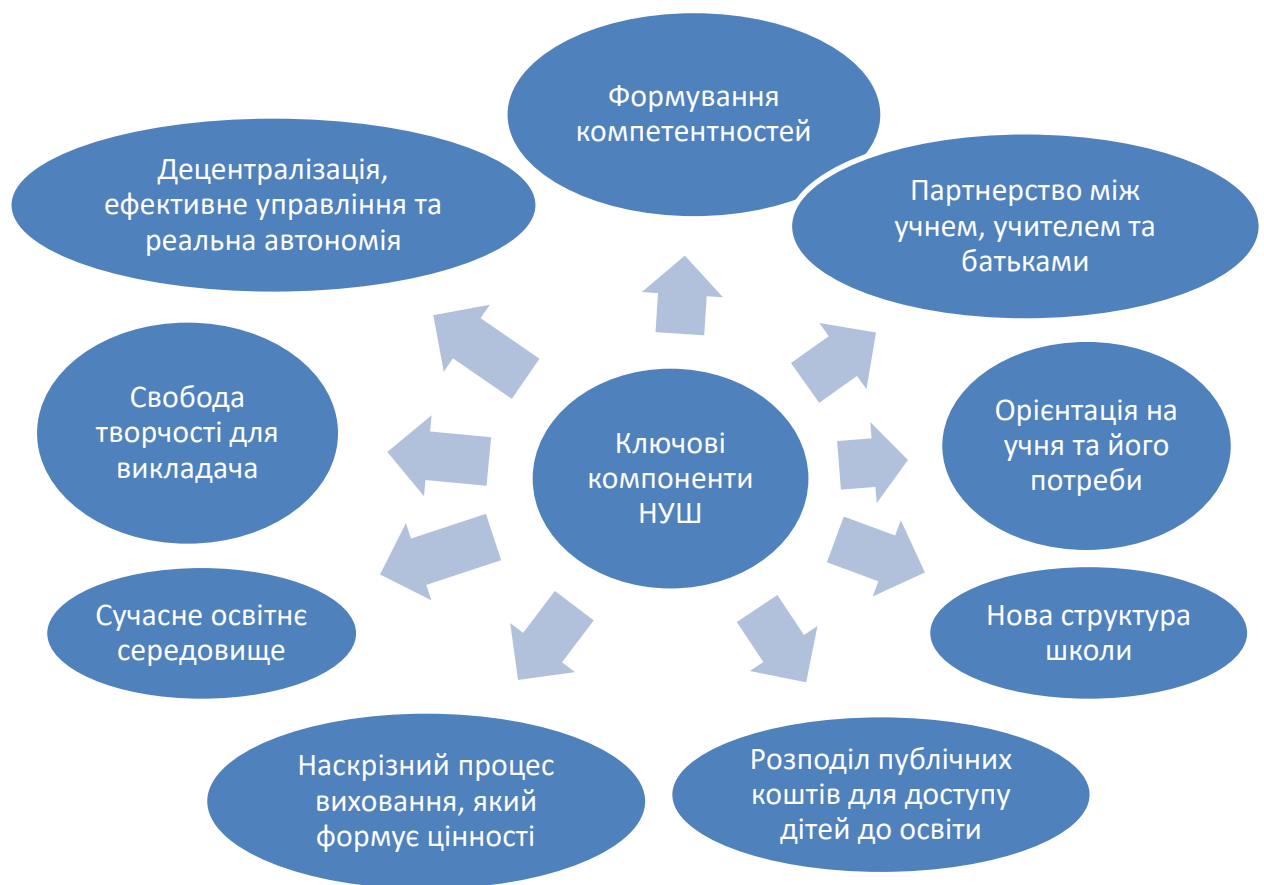 Формування
компетентностей
Децентралізація,
ефективне управління та
реальна автономія
Партнерство між
учнем, учителем та
батьками
Свобода
творчості для
викладача
Ключові
компоненти
НУШ
Орієнтація на
учня та його
потреби
Сучасне освітнє
середовище
Нова структура
школи
Наскрізний процес
виховання, який
формує цінності
Розподіл публічних
коштів для доступу
дітей до освіти